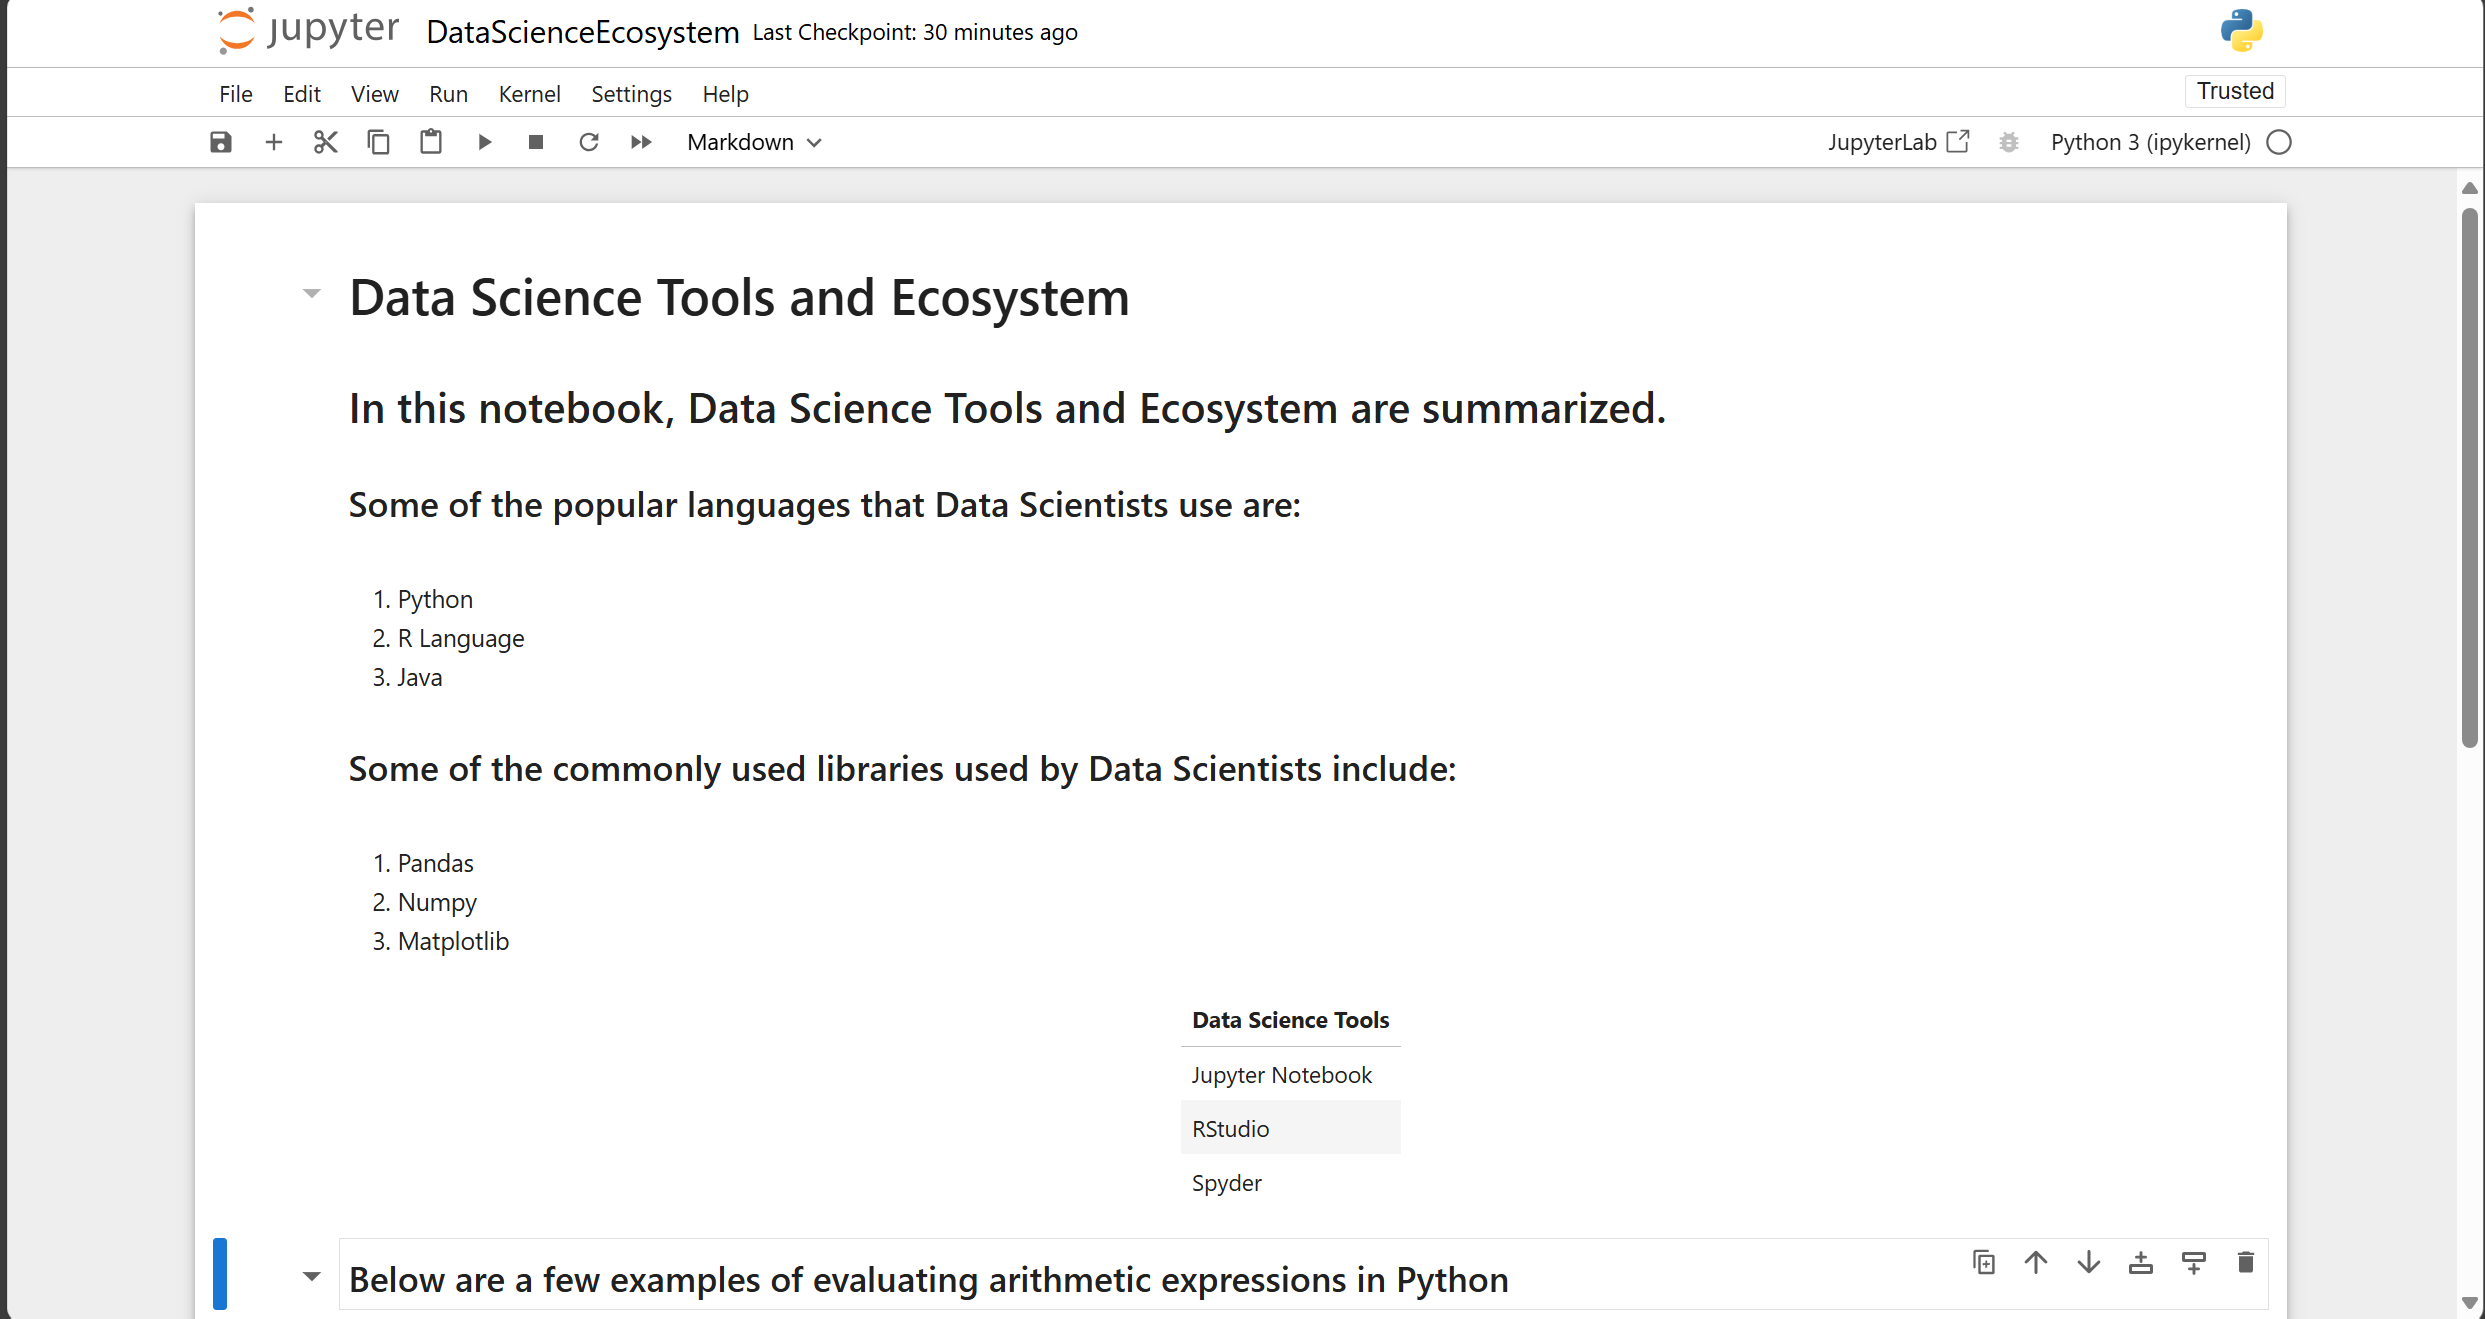 jupyter DataScienceEcosystem Last Checkpoint: 30 minutes ago
File Edit View Run Kernel Settings Help Trusted
Markdown JupyterLab Python 3 (ipykernel)
Data Science Tools and Ecosystem
In this notebook, Data Science Tools and Ecosystem are summarized.
Some of the popular languages that Data Scientists use are:
1. Python
2. R Language
3. Java
Some of the commonly used libraries used by Data Scientists include:
1. Pandas
2. Numpy
3. Matplotlib
Data Science Tools
Jupyter Notebook
RStudio
Spyder
Below are a few examples of evaluating arithmetic expressions in Python